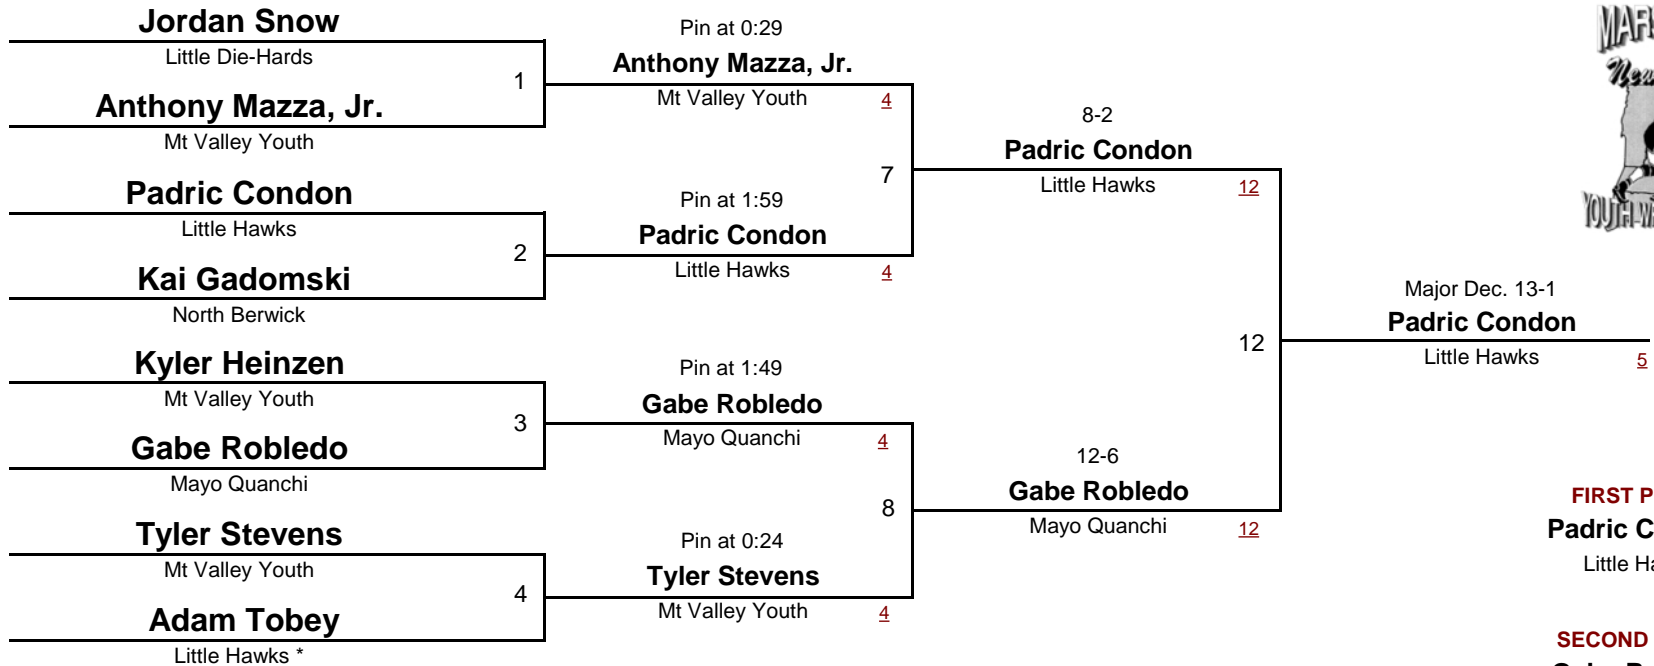 Jordan Snow
Little Die-Hards
1
Anthony Mazza, Jr.
Mt Valley Youth
Padric Condon
Little Hawks
2
Kai Gadomski
North Berwick
Kyler Heinzen
Mt Valley Youth
3
Gabe Robledo
Mayo Quanchi
Tyler Stevens
Mt Valley Youth
4
Adam Tobey
Little Hawks *
Pin at 0:29
Anthony Mazza, Jr.
Mt Valley Youth 4
7
Pin at 1:59
Padric Condon
Little Hawks 4
Pin at 1:49
Gabe Robledo
Mayo Quanchi 4
8
Pin at 0:24
Tyler Stevens
Mt Valley Youth 4
8-2
Padric Condon
Little Hawks 12
12
12-6
Gabe Robledo
Mayo Quanchi 12
Major Dec. 13-1
Padric Condon
Little Hawks 5
FIRST P
Padric C
Little Ha
SECOND